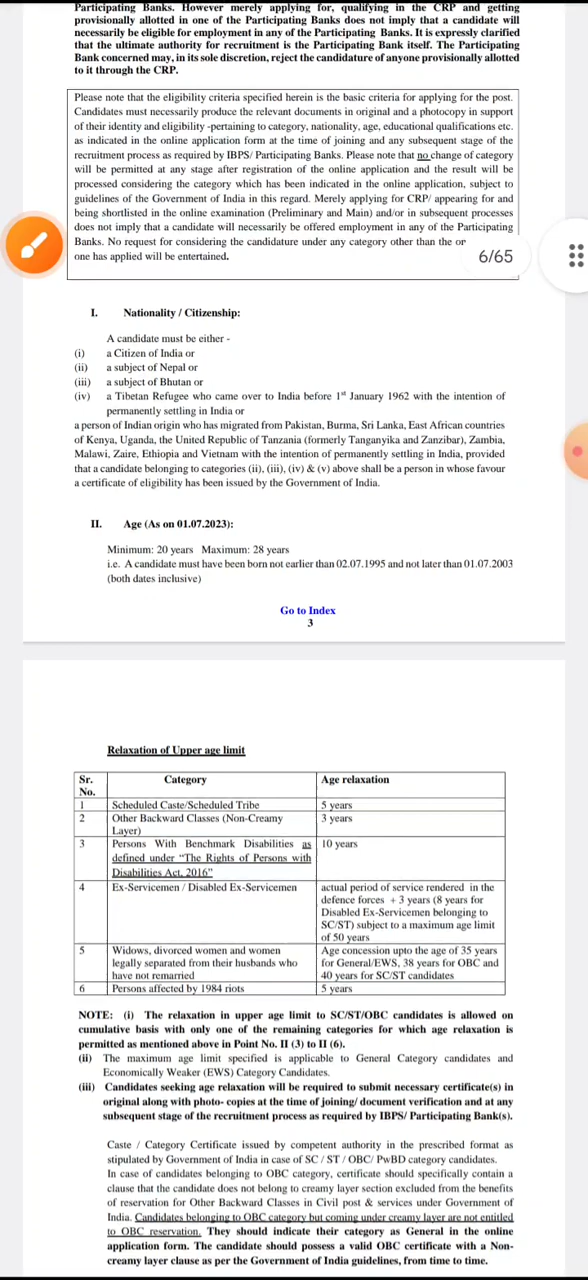 Participating Banks. However merely applying for, qualifying in the CRP and getting
provisionally allotted in one of the Participating Banks does not imply that a candidate will
necessarily be eligible for employment in any of the Participating Banks. It is expressly clarified
that the ultimate authority for recruitment is the Participating Bank itself. The Participating
Bank concerned may, in its sole discretion, reject the candidature of anyone provisionally allotted
to it through the CRP.
Please note that the eligibility criteria specified herein is the basic criteria for applying for the post.
Candidates must necessarily produce the relevant documents in original and a photocopy in support
of their identity and eligibility -pertaining to category, nationality, age, educational qualifications etc.
as indicated in the online application form at the time of joining and any subsequent stage of the
recruitment process as required by IBPS/ Participating Banks. Please note that no change of category
will be permitted at any stage after registration of the online application and the result will be
processed considering the category which has been indicated in the online application, subject to
guidelines of the Government of India in this regard. Merely applying for CRP/ appearing for and
being shortlisted in the online examination (Preliminary and Main) and/or in subsequent processes
does not imply that a candidate will necessarily be offered employment in any of the Participating
Banks. No request for considering the candidature under any category other than the
one has applied will be entertained.
6/65
I. Nationality / Citizenship:
A candidate must be either -
(i) a Citizen of India or
(ii) a subject of Nepal or
(iii) a subject of Bhutan or
(iv) a Tibetan Refugee who came over to India before 1st January 1962 with the intention of
permanently settling in India or
a person of Indian origin who has migrated from Pakistan, Burma, Sri Lanka, East African countries
of Kenya, Uganda, the United Republic of Tanzania (formerly Tanganyika and Zanzibar), Zambia,
Malawi, Zaire, Ethiopia and Vietnam with the intention of permanently settling in India, provided
that a candidate belonging to categories (ii), (iii), (iv) & (v) above shall be a person in whose favour
a certificate of eligibility has been issued by the Government of India.
II. Age (As on 01.07.2023):
Minimum: 20 years Maximum: 28 years
i.e. A candidate must have been born not earlier than 02.07.1995 and not later than 01.07.2003
(both dates inclusive)
Go to Index
3
Relaxation of Upper age limit
Sr. No. Category Age relaxation
1 Scheduled Caste/Scheduled Tribe 5 years
2 Other Backward Classes (Non-Creamy 3 years
Layer)
3 Persons With Benchmark Disabilities as 10 years
defined under "The Rights of Persons with
Disabilities Act, 2016"
4 Ex-Servicemen / Disabled Ex-Servicemen actual period of service rendered in the
defence forces + 3 years (8 years for
Disabled Ex-Servicemen belonging to
SC/ST) subject to a maximum age limit
of 50 years
5 Widows, divorced women and women Age concession upto the age of 35 years
legally separated from their husbands who for General/EWS, 38 years for OBC and
have not remarried 40 years for SC/ST candidates
6 Persons affected by 1984 riots 5 years
NOTE: (i) The relaxation in upper age limit to SC/ST/OBC candidates is allowed on
cumulative basis with only one of the remaining categories for which age relaxation is
permitted as mentioned above in Point No. II (3) to II (6).
(ii) The maximum age limit specified is applicable to General Category candidates and
Economically Weaker (EWS) Category Candidates.
(iii) Candidates seeking age relaxation will be required to submit necessary certificate(s) in
original along with photo- copies at the time of joining/ document verification and at any
subsequent stage of the recruitment process as required by IBPS/ Participating Bank(s).
Caste / Category Certificate issued by competent authority in the prescribed format as
stipulated by Government of India in case of SC / ST / OBC/ PwBD category candidates.
In case of candidates belonging to OBC category, certificate should specifically contain a
clause that the candidate does not belong to creamy layer section excluded from the benefits
of reservation for Other Backward Classes in Civil post & services under Government of
India. Candidates belonging to OBC category but coming under creamy layer are not entitled
to OBC reservation. They should indicate their category as General in the online
application form. The candidate should possess a valid OBC certificate with a Non-
creamy layer clause as per the Government of India guidelines, from time to time.